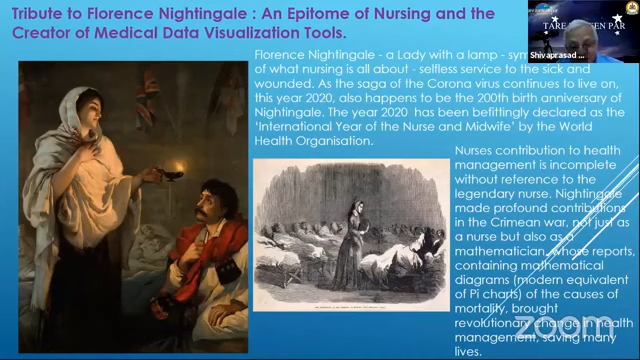 Tribute to Florence Nightingale : An Epitome of Nursing and the
Creator of Medical Data Visualization Tools.
TARE PAR
Shivaprasad ...
Florence Nightingale - a Lady with a lamp -
of what nursing is all about - selfless service to the sick and
wounded. As the saga of the Corona virus continues to live on,
this year 2020, also happens to be the 200th birth anniversary of
Nightingale. The year 2020 has been befittingly declared as the
‘International Year of the Nurse and Midwife’ by the World
Health Organisation.
Nurses contribution to health
management is incomplete
without reference to the
legendary nurse. Nightingale
made profound contributions
in the Crimean war, not just as
a nurse but also as a
mathematician, whose reports,
containing mathematical
diagrams (modern equivalent
of Pi charts) of the causes of
mortality, brought
revolutionary change in health
management, saving many
lives.
zoom